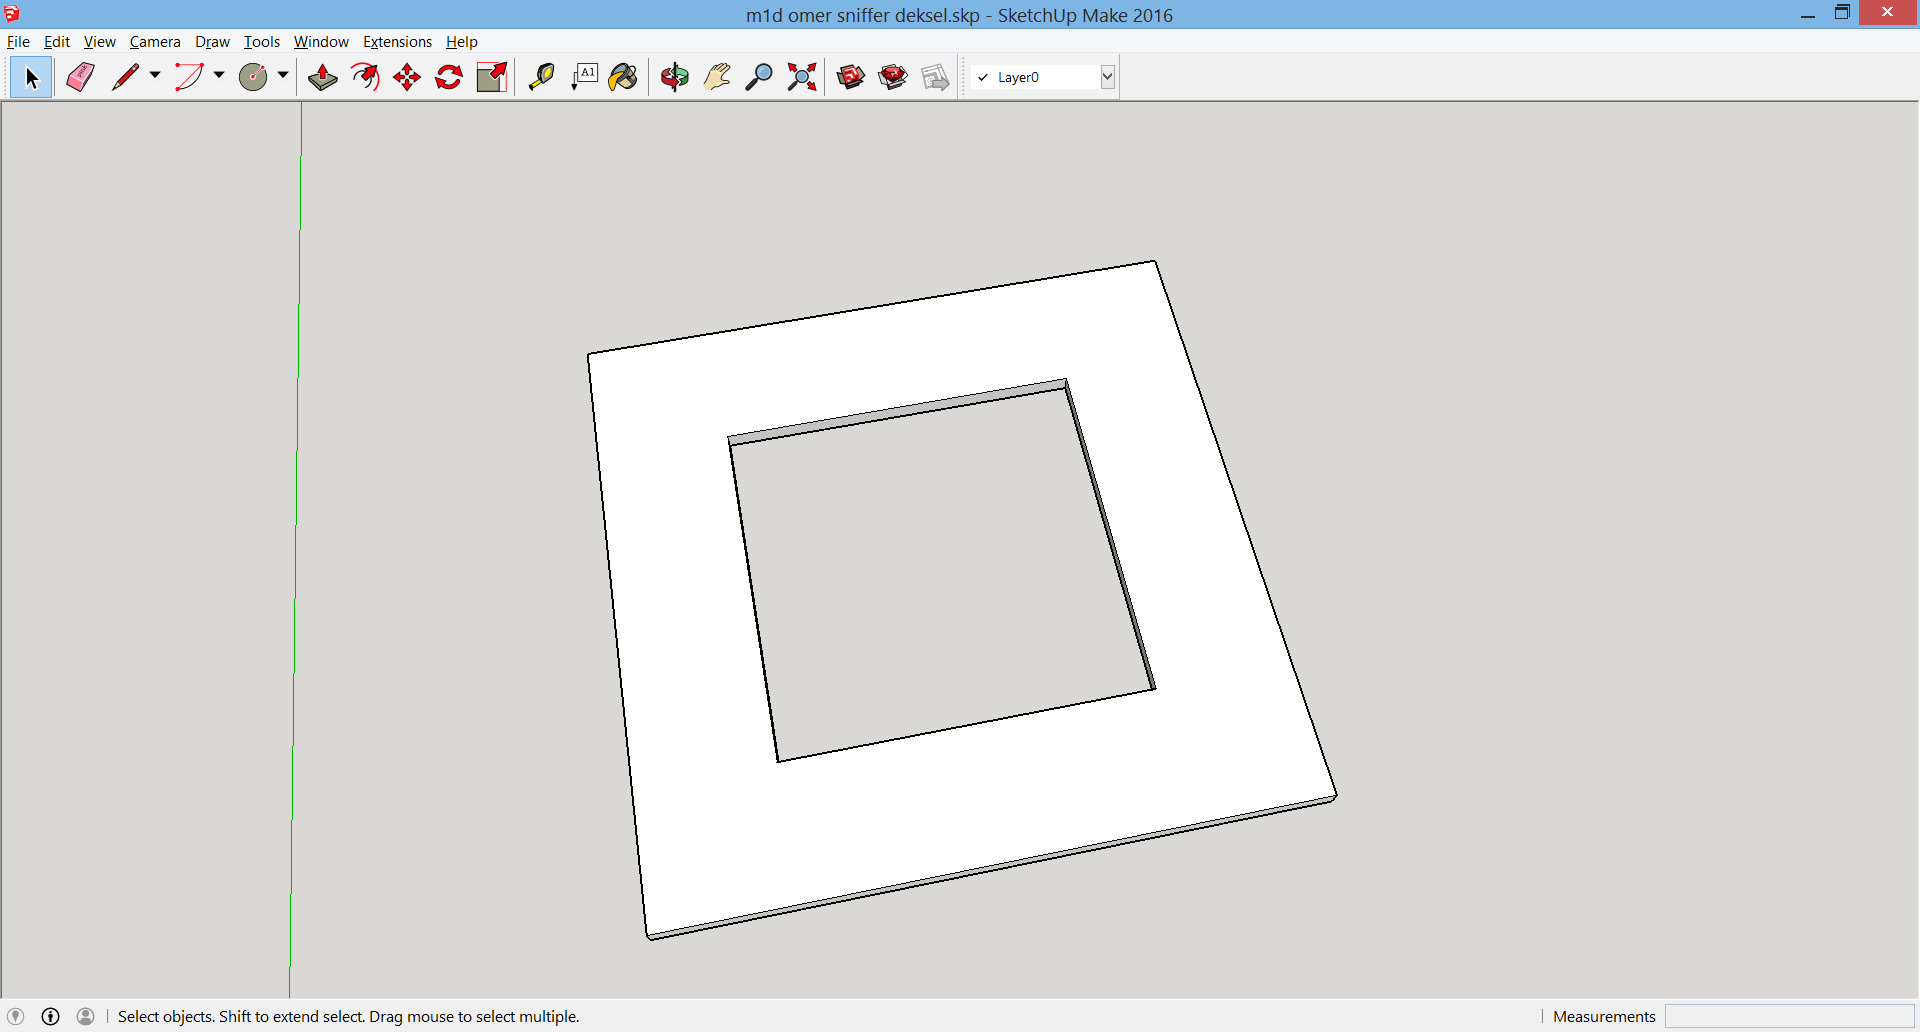 m1d omer sniffer deksel.skp - SketchUp Make 2016
File Edit View Camera Draw Tools Window Extensions Help
A1
Layer0
Select objects. Shift to extend select. Drag mouse to select multiple.
Measurements